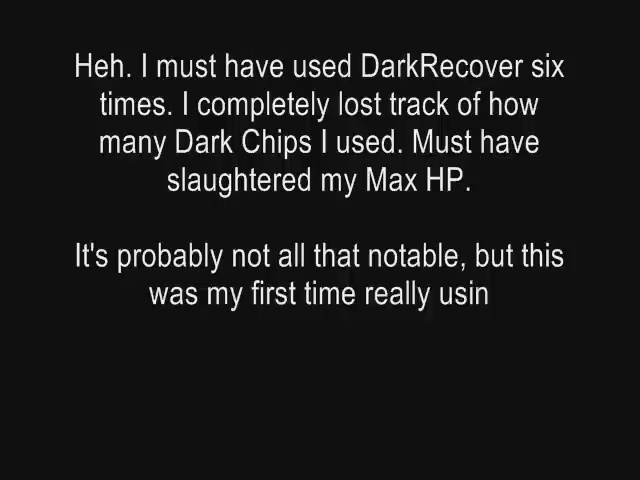 Heh. I must have used DarkRecover six
times. I completely lost track of how
many Dark Chips I used. Must have
slaughtered my Max HP.
It's probably not all that notable, but this
was my first time really usin